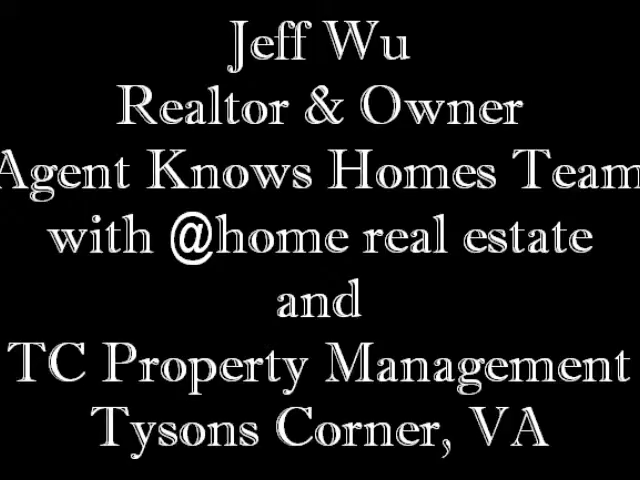 Jeff Wu
Realtor & Owner
Agent Knows Homes Team
with @home real estate
and
TC Property Management
Tysons Corner, VA